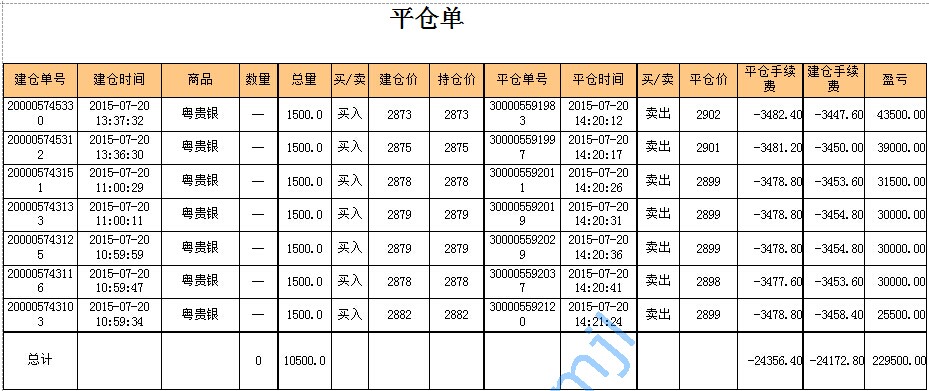 平仓单
建仓单号 建仓时间 商品 数量 总量 买/卖 建仓价 持仓价 平仓单号 平仓时间 买/卖 平仓价 平仓手续费 建仓手续费 盈亏
200005745330 2015-07-20 13:37:32 粤贵银 — 1500.0 买入 2873 2873 300005591983 2015-07-20 14:20:12 卖出 2902 -3482.40 -3447.60 43500.00
200005745312 2015-07-20 13:36:30 粤贵银 — 1500.0 买入 2875 2875 300005591997 2015-07-20 14:20:17 卖出 2901 -3481.20 -3450.00 39000.00
200005743151 2015-07-20 11:00:29 粤贵银 — 1500.0 买入 2878 2878 300005592011 2015-07-20 14:20:26 卖出 2899 -3478.80 -3453.60 31500.00
200005743133 2015-07-20 11:00:11 粤贵银 — 1500.0 买入 2879 2879 300005592019 2015-07-20 14:20:31 卖出 2899 -3478.80 -3454.80 30000.00
200005743125 2015-07-20 10:59:59 粤贵银 — 1500.0 买入 2879 2879 300005592029 2015-07-20 14:20:36 卖出 2899 -3478.80 -3454.80 30000.00
200005743116 2015-07-20 10:59:47 粤贵银 — 1500.0 买入 2878 2878 300005592037 2015-07-20 14:20:41 卖出 2898 -3477.60 -3453.60 30000.00
200005743103 2015-07-20 10:59:34 粤贵银 — 1500.0 买入 2882 2882 300005592120 2015-07-20 14:21:24 卖出 2899 -3478.80 -3458.40 25500.00
总计 0 10500.0 -24356.40 -24172.80 229500.00